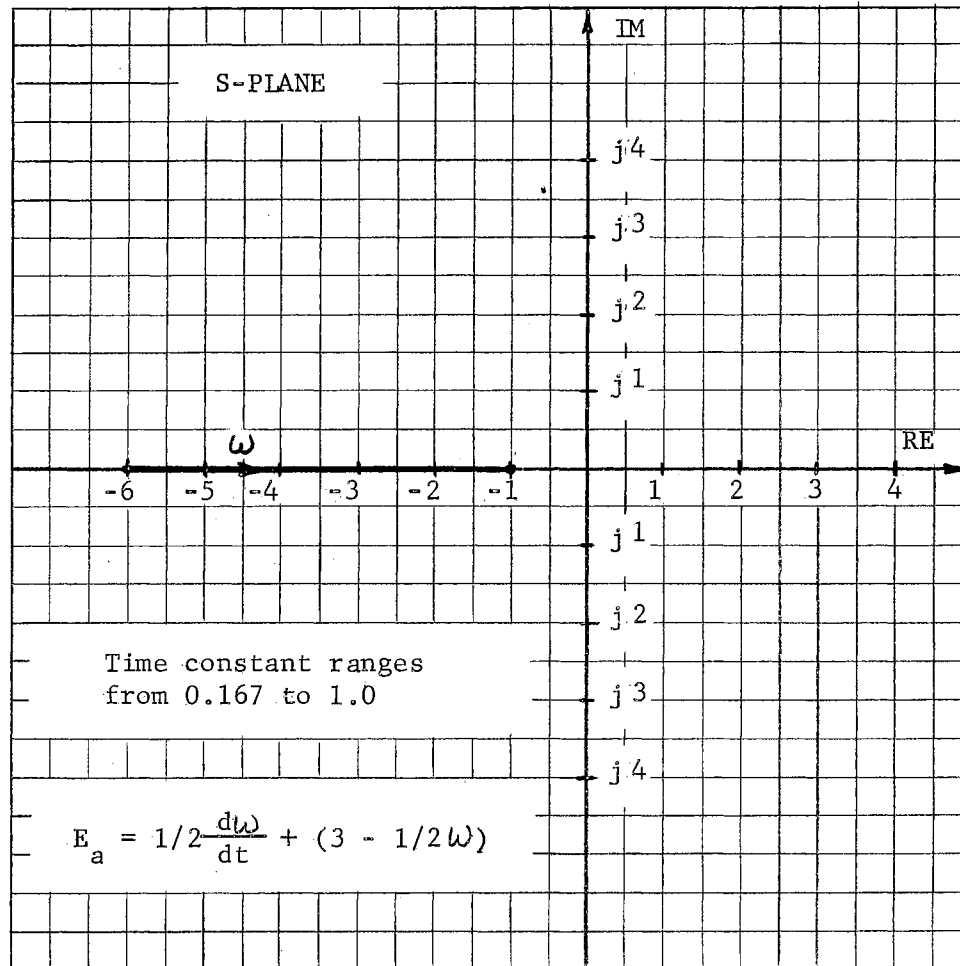 IM
S-PLANE
j4
j3
j2
j1
ω
RE
-6 -5 -4 -3 -2 -1 1 2 3 4
j1
j2
Time constant ranges
from 0.167 to 1.0
j3
j4
E_a = 1/2 dω/dt + (3 - 1/2ω)